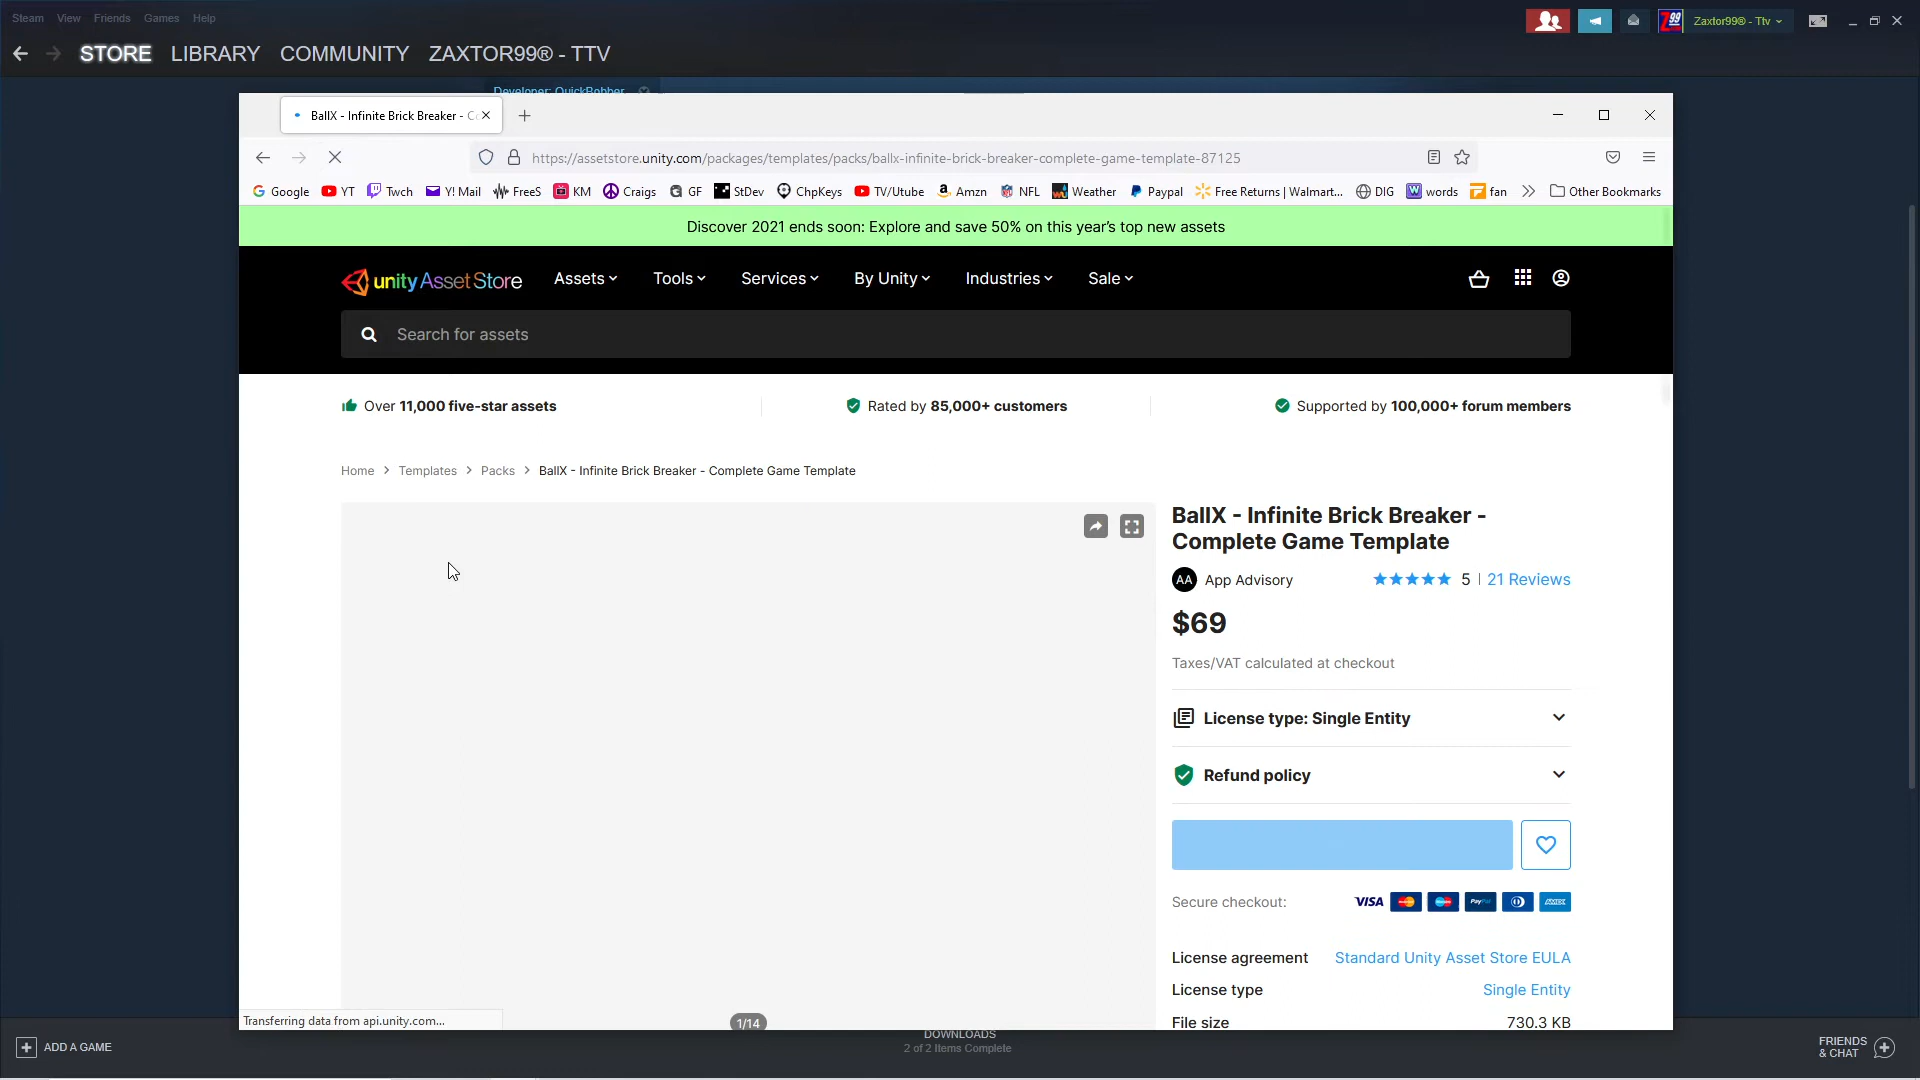 Steam View Friends Games Help
Zaxtor99® - Ttv
STORE LIBRARY COMMUNITY ZAXTOR99® - TTV
Developer: QuickBobber
BallX - Infinite Brick Breaker - C
https://assetstore.unity.com/packages/templates/packs/ballx-infinite-brick-breaker-complete-game-template-87125
Google YT Twch Y! Mail FreeS KM Craigs GF StDev ChpKeys TV/Utube Amzn NFL Weather Paypal Free Returns | Walmart... DIG words fan Other Bookmarks
Discover 2021 ends soon: Explore and save 50% on this year's top new assets
unity Asset Store Assets Tools Services By Unity Industries Sale
Search for assets
Over 11,000 five-star assets Rated by 85,000+ customers Supported by 100,000+ forum members
Home > Templates > Packs > BallX - Infinite Brick Breaker - Complete Game Template
BallX - Infinite Brick Breaker -
Complete Game Template
AA App Advisory 5 | 21 Reviews
$69
Taxes/VAT calculated at checkout
License type: Single Entity
Refund policy
Secure checkout: VISA PayPal AMEX
License agreement Standard Unity Asset Store EULA
License type Single Entity
File size 730.3 KB
Transferring data from api.unity.com...
1/14
ADD A GAME
DOWNLOADS
2 of 2 Items Complete
FRIENDS
& CHAT